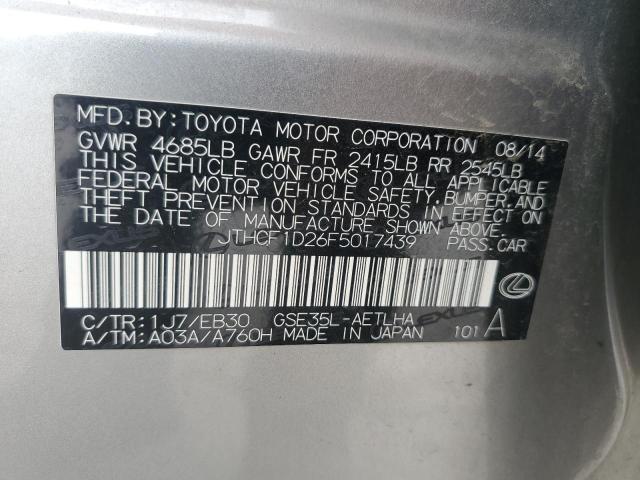 MFD. BY: TOYOTA MOTOR CORPORATION 08/14
GVWR 4685LB GAWR FR 2415LB RR 2545LB
THIS VEHICLE CONFORMS TO ALL APPLICABLE
FEDERAL MOTOR VEHICLE SAFETY, BUMPER, AND
THEFT PREVENTION STANDARDS IN EFFECT ON
THE DATE OF MANUFACTURE SHOWN ABOVE.
JTHCF1D26F5017439 PASS. CAR
C/TR: 1J7/EB30 GSE35L-AETLHA
A/TM: A03A/A760H MADE IN JAPAN 101 A